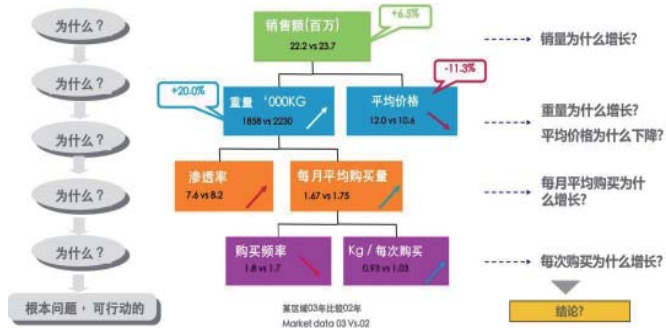 为什么？
为什么？
为什么？
为什么？
为什么？
根本问题，可行动的
+6.5%
销售额(百万)
22.2 vs 23.7
+20.0%
重量 '000KG
1858 vs 2230
-11.3%
平均价格
12.0 vs 10.6
渗透率
7.6 vs 8.2
每月平均购买量
1.67 vs 1.75
购买频率
1.8 vs 1.7
Kg / 每次购买
0.93 vs 1.03
某区域03年比较02年
Market data 03 Vs.02
销量为什么增长?
重量为什么增长?
平均价格为什么下降?
每月平均购买为什
么增长?
每次购买为什么增长?
结论?